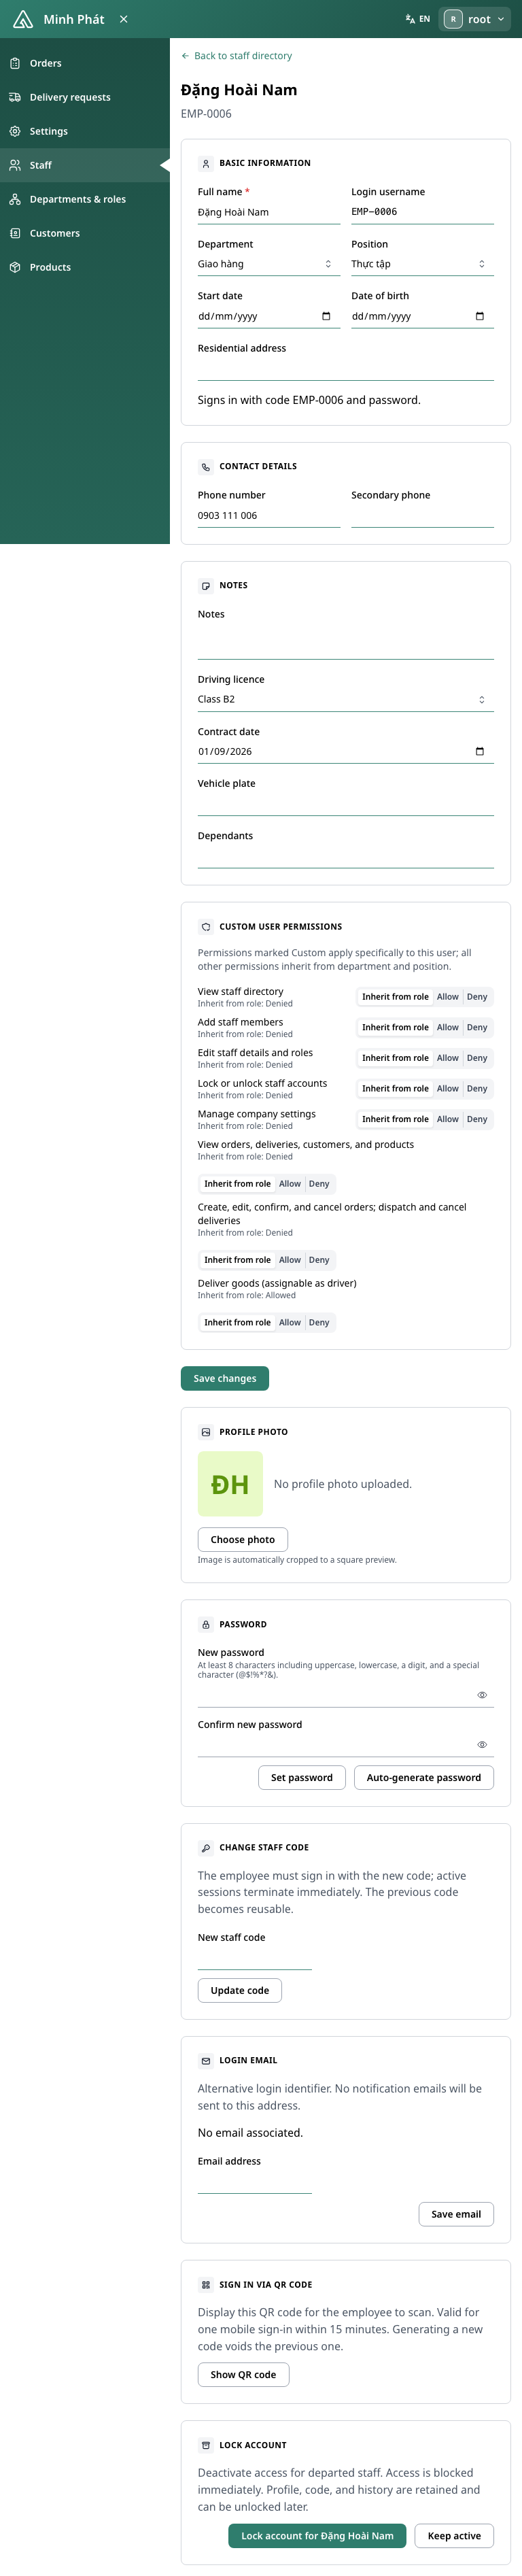 Minh Phát
EN
R
root
Orders
Delivery requests
Settings
Staff
Departments & roles
Customers
Products
Back to staff directory
Đặng Hoài Nam
EMP-0006
BASIC INFORMATION
Full name *
Login username
Đặng Hoài Nam
EMP-0006
Department
Position
Giao hàng
Thực tập
Start date
Date of birth
dd/mm/yyyy
dd/mm/yyyy
Residential address
Signs in with code EMP-0006 and password.
CONTACT DETAILS
Phone number
Secondary phone
0903 111 006
NOTES
Notes
Driving licence
Class B2
Contract date
01/09/2026
Vehicle plate
Dependants
CUSTOM USER PERMISSIONS
Permissions marked Custom apply specifically to this user; all
other permissions inherit from department and position.
View staff directory
Inherit from role: Denied
Inherit from role Allow Deny
Add staff members
Inherit from role: Denied
Inherit from role Allow Deny
Edit staff details and roles
Inherit from role: Denied
Inherit from role Allow Deny
Lock or unlock staff accounts
Inherit from role: Denied
Inherit from role Allow Deny
Manage company settings
Inherit from role: Denied
Inherit from role Allow Deny
View orders, deliveries, customers, and products
Inherit from role: Denied
Inherit from role Allow Deny
Create, edit, confirm, and cancel orders; dispatch and cancel
deliveries
Inherit from role: Denied
Inherit from role Allow Deny
Deliver goods (assignable as driver)
Inherit from role: Allowed
Inherit from role Allow Deny
Save changes
PROFILE PHOTO
ĐH
No profile photo uploaded.
Choose photo
Image is automatically cropped to a square preview.
PASSWORD
New password
At least 8 characters including uppercase, lowercase, a digit, and a special
character (@$!%*?&).
Confirm new password
Set password
Auto-generate password
CHANGE STAFF CODE
The employee must sign in with the new code; active
sessions terminate immediately. The previous code
becomes reusable.
New staff code
Update code
LOGIN EMAIL
Alternative login identifier. No notification emails will be
sent to this address.
No email associated.
Email address
Save email
SIGN IN VIA QR CODE
Display this QR code for the employee to scan. Valid for
one mobile sign-in within 15 minutes. Generating a new
code voids the previous one.
Show QR code
LOCK ACCOUNT
Deactivate access for departed staff. Access is blocked
immediately. Profile, code, and history are retained and
can be unlocked later.
Lock account for Đặng Hoài Nam
Keep active